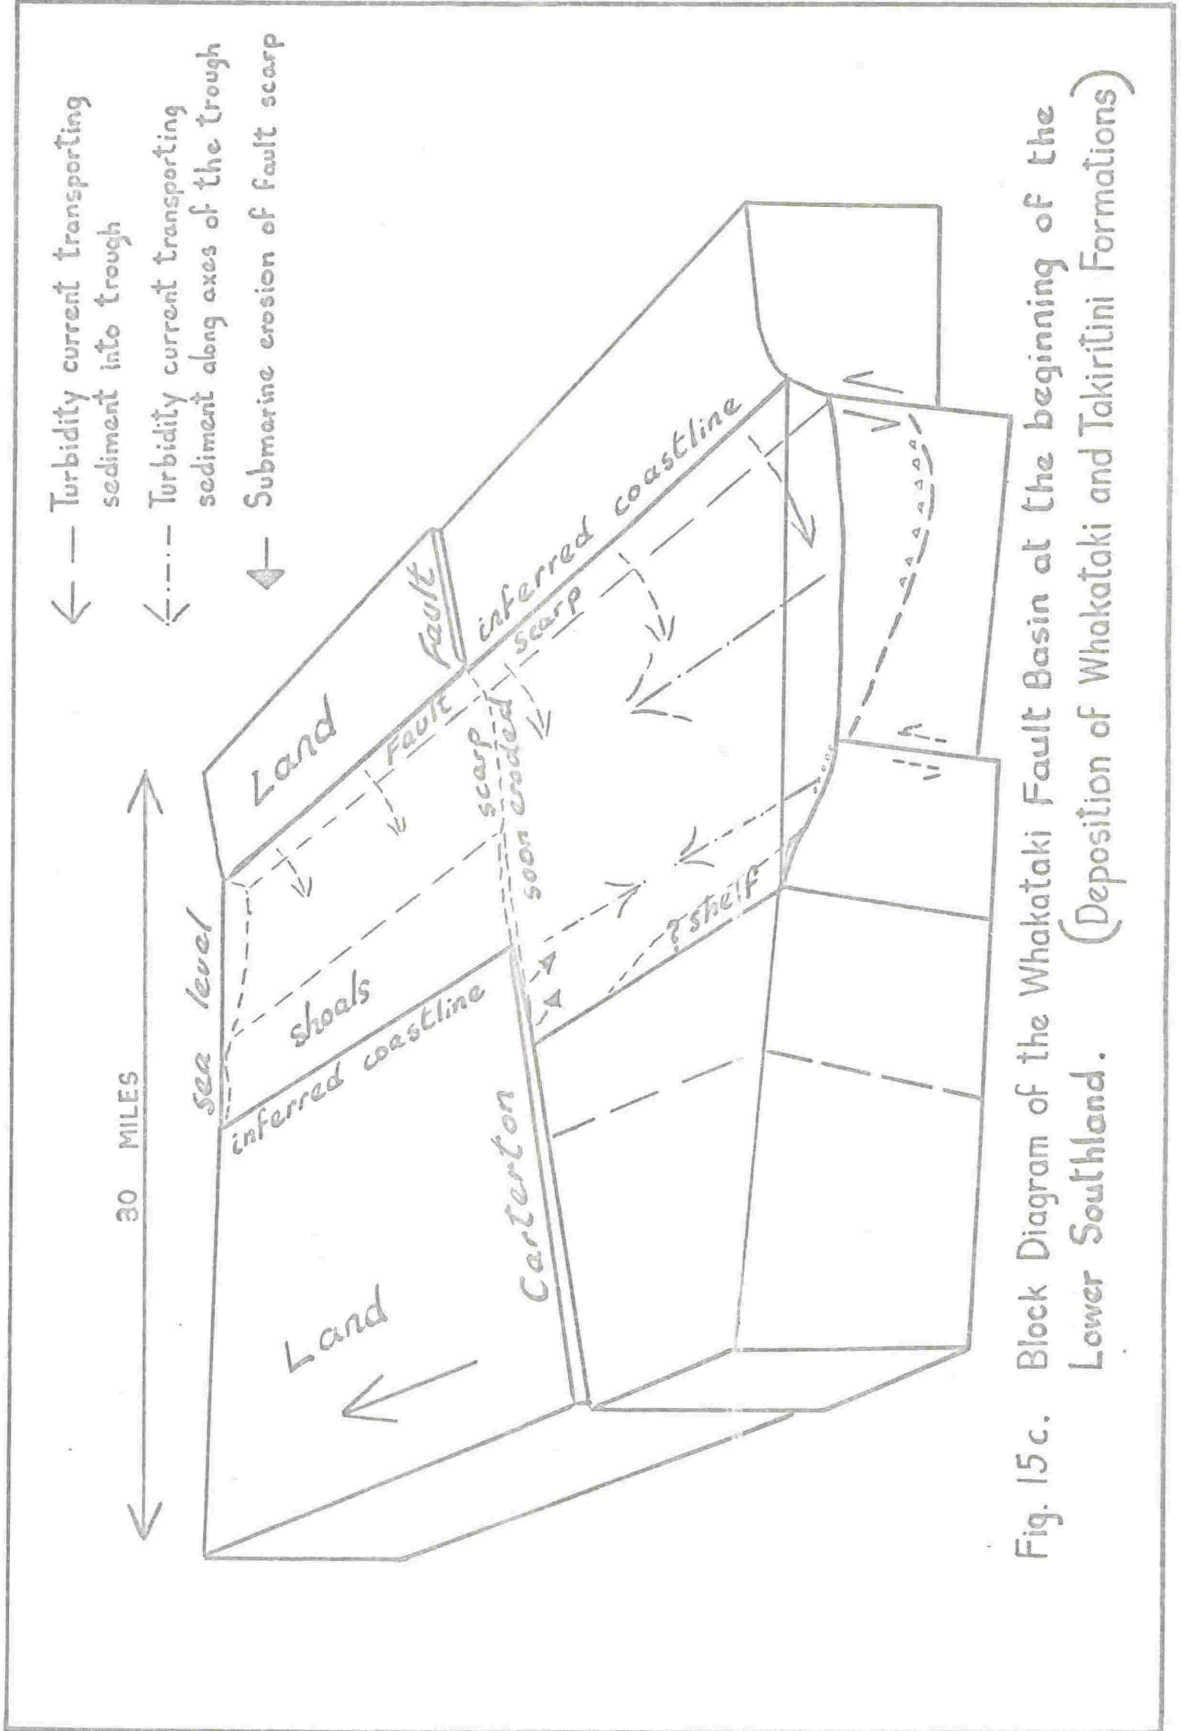 ← — Turbidity current transporting
sediment into trough
←-·-·- Turbidity current transporting
sediment along axes of the trough
← Submarine erosion of fault scarp
30 MILES
sea level
Land
Fault
Fault
scarp
inferred coastline
shoals
inferred coastline
scarp
soon eroded
Land
Carterton
? shelf
Fig. 15c. Block Diagram of the Whakataki Fault Basin at the beginning of the
Lower Southland. (Deposition of Whakataki and Takiritini Formations)